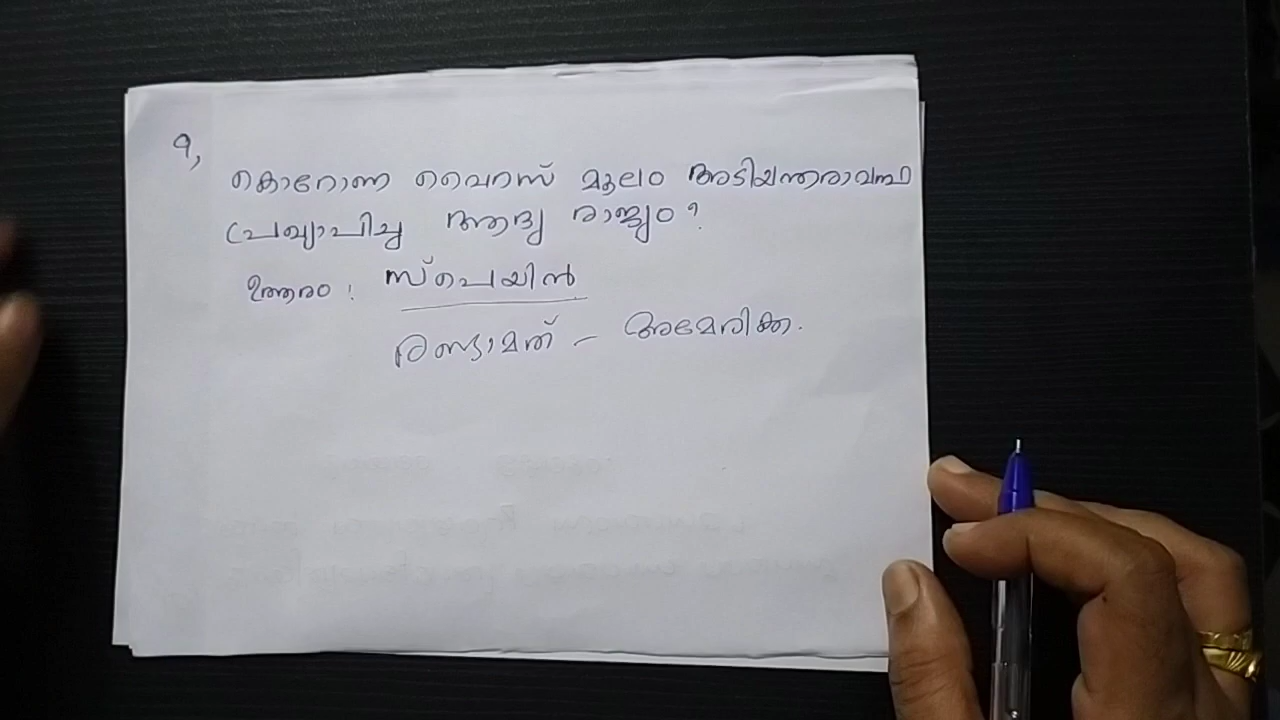 9,
കൊറോണ വൈറസ് മൂലം അടിയന്തരാവസ്ഥ
പ്രഖ്യാപിച്ച ആദ്യ രാജ്യം?
ഉത്തരം : സ്പെയിൻ
രണ്ടാമത് – അമേരിക്ക.